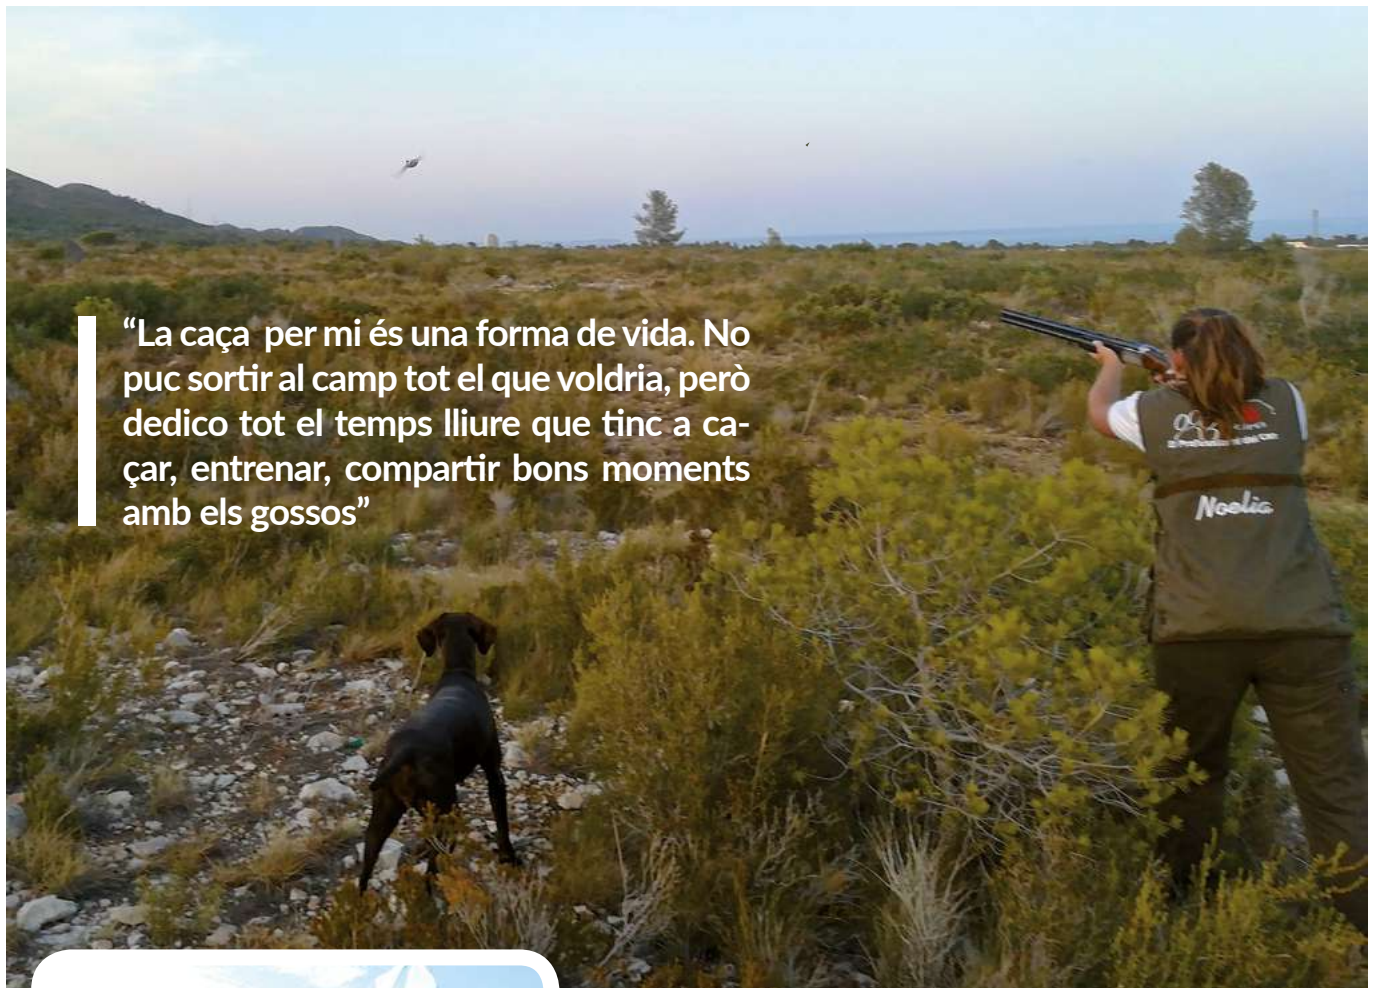 “La caça per mi és una forma de vida. No
puc sortir al camp tot el que voldria, però
dedico tot el temps lliure que tinc a ca-
çar, entrenar, compartir bons moments
amb els gossos”
Noelia